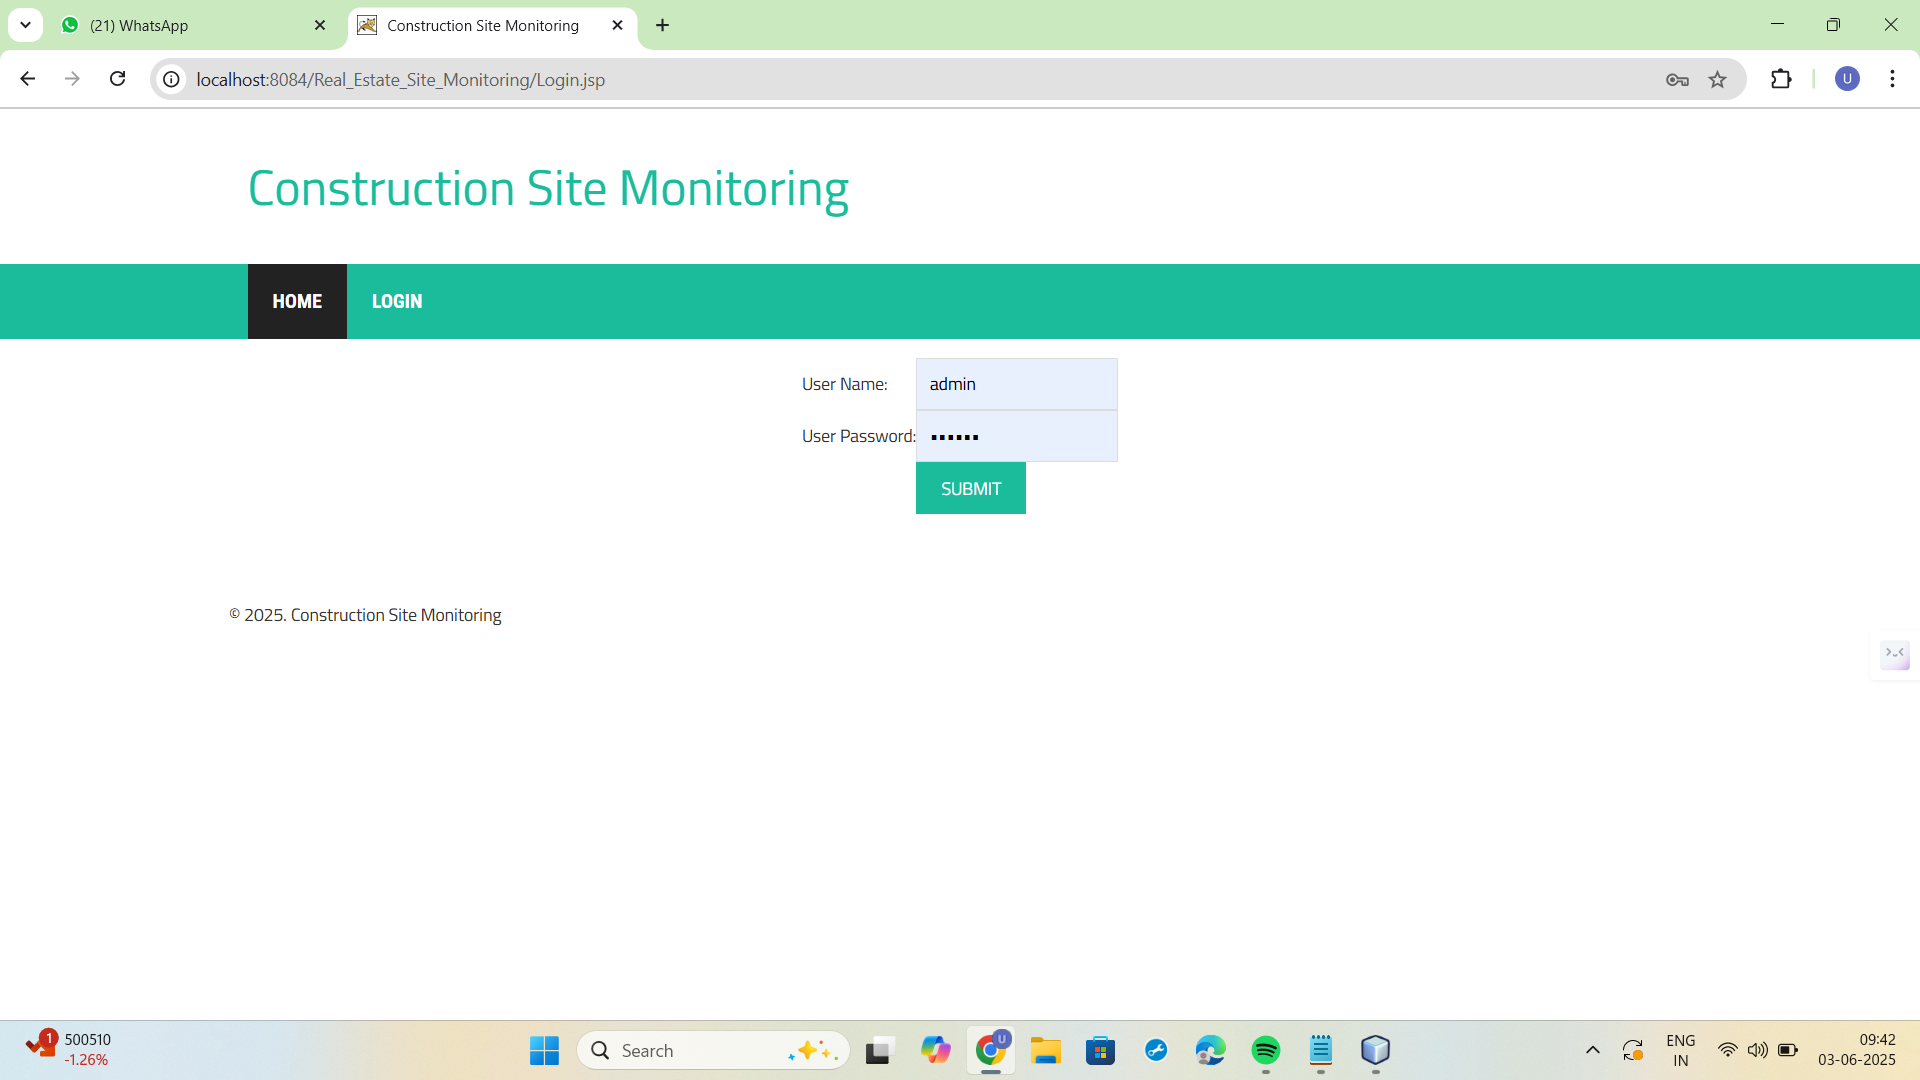 (21) WhatsApp
Construction Site Monitoring
localhost:8084/Real_Estate_Site_Monitoring/Login.jsp
U
Construction Site Monitoring
HOME
LOGIN
User Name:
admin
User Password:
SUBMIT
© 2025. Construction Site Monitoring
1
500510
-1.26%
Search
U
ENG
IN
09:42
03-06-2025